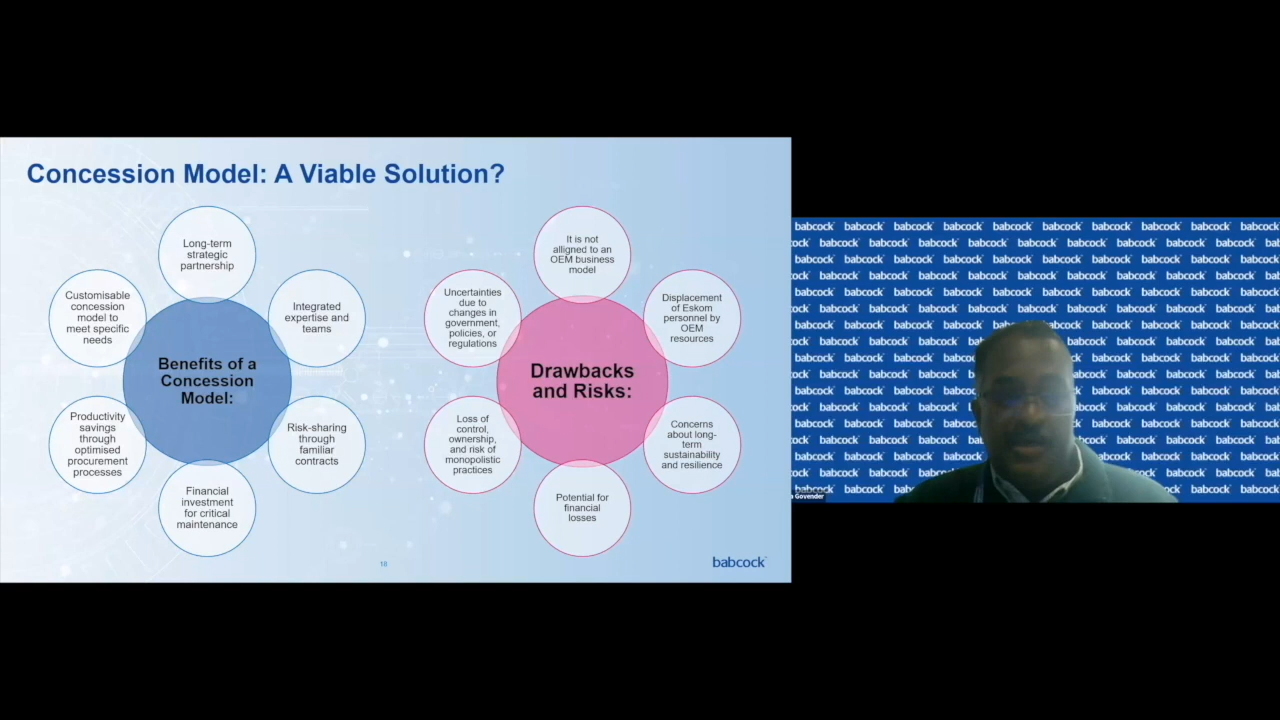 Concession Model: A Viable Solution?
Long-term
strategic
partnership
Integrated
expertise and
teams
Risk-sharing
through
familiar
contracts
Financial
investment
for critical
maintenance
Productivity
savings
through
optimised
procurement
processes
Customisable
concession
model to
meet specific
needs
Benefits of a
Concession
Model:
It is not
alligned to an
OEM business
model
Displacement
of Eskom
personnel by
OEM
resources
Concerns
about long-
term
sustainability
and resilience
Potential for
financial
losses
Loss of
control,
ownership,
and risk of
monopolistic
practices
Uncertainties
due to
changes in
government,
policies, or
regulations
Drawbacks
and Risks:
18
babcock
babcock babcock babcock babcock babcock babcock babcock babcock babcock babcock
Govender